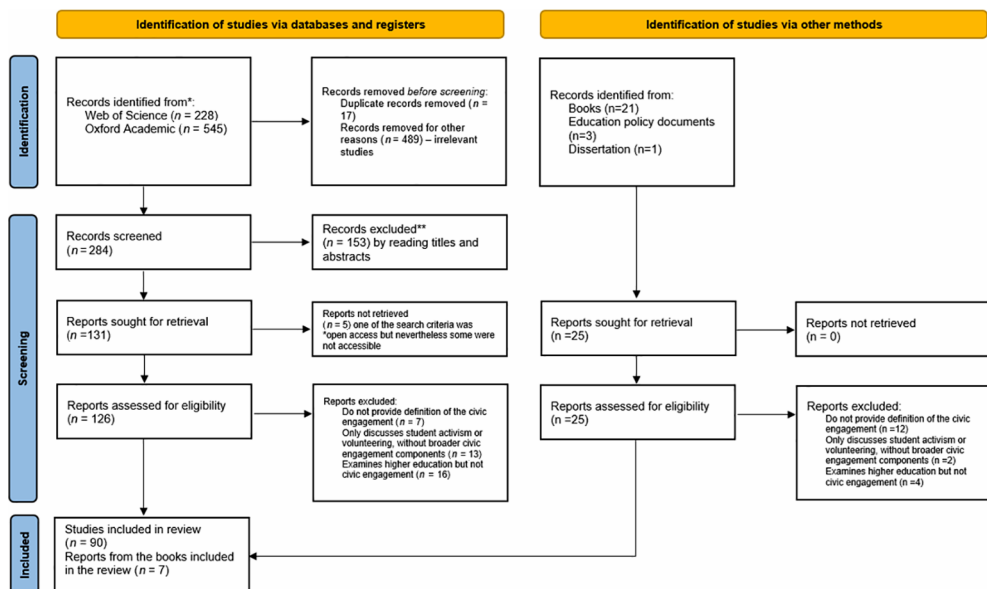 Identification of studies via databases and registers
Identification of studies via other methods
Identification
Records identified from*:
Web of Science (n = 228)
Oxford Academic (n = 545)
Records removed before screening:
Duplicate records removed (n =
17)
Records removed for other
reasons (n = 489) – irrelevant
studies
Records identified from:
Books (n=21)
Education policy documents
(n=3)
Dissertation (n=1)
Screening
Records screened
(n = 284)
Records excluded**
(n = 153) by reading titles and
abstracts
Reports sought for retrieval
(n =131)
Reports not retrieved
(n = 5) one of the search criteria was
*open access but nevertheless some were
not accessible
Reports sought for retrieval
(n =25)
Reports not retrieved
(n = 0)
Reports assessed for eligibility
(n = 126)
Reports excluded:
Do not provide definition of the civic
engagement (n = 7)
Only discusses student activism or
volunteering, without broader civic
engagement components (n = 13)
Examines higher education but not
civic engagement (n = 16)
Reports assessed for eligibility
(n =25)
Reports excluded:
Do not provide definition of the civic
engagement (n =12)
Only discusses student activism or
volunteering, without broader civic
engagement components (n =2)
Examines higher education but not
civic engagement (n =4)
Included
Studies included in review
(n = 90)
Reports from the books included
in the review (n = 7)